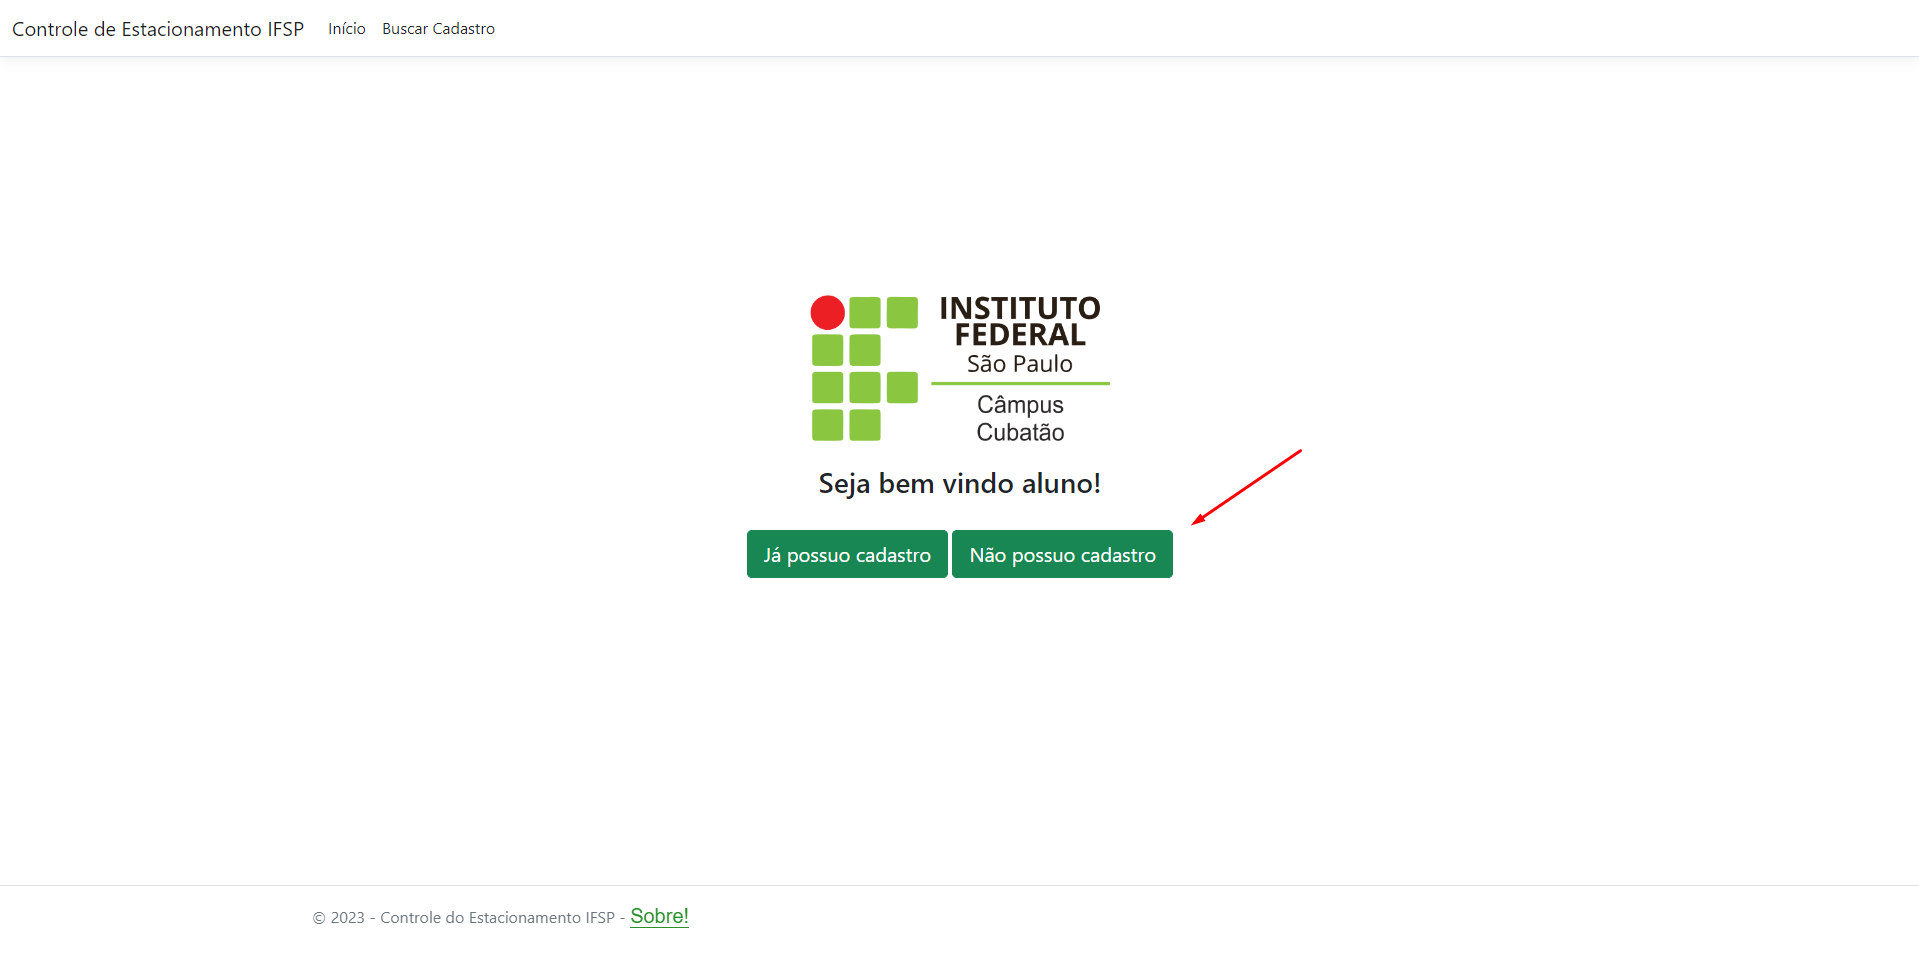 Controle de Estacionamento IFSP Início Buscar Cadastro
INSTITUTO
FEDERAL
São Paulo
Câmpus
Cubatão
Seja bem vindo aluno!
Já possuo cadastro Não possuo cadastro
© 2023 - Controle do Estacionamento IFSP - Sobre!